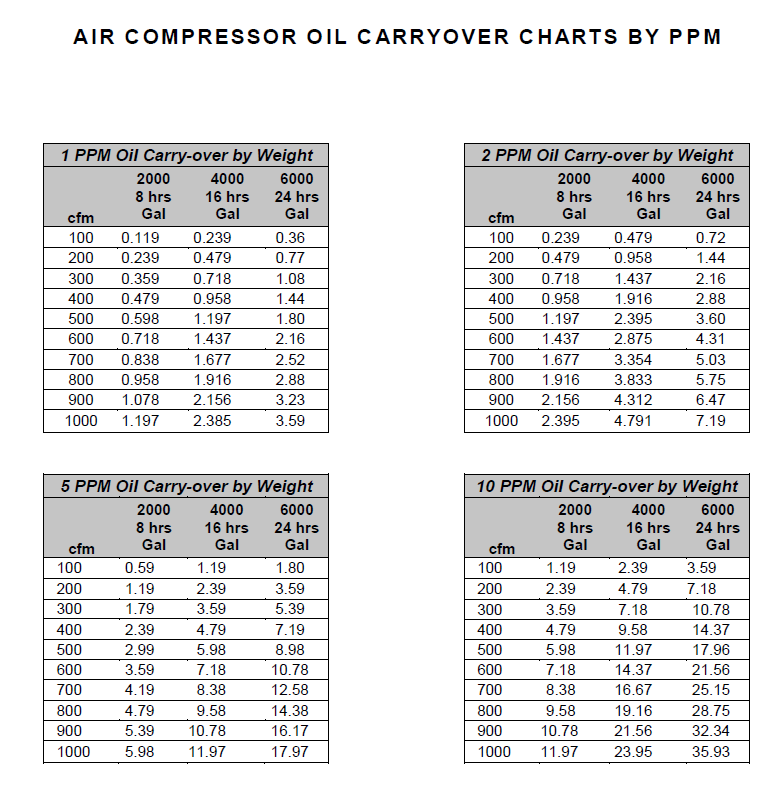 AIR COMPRESSOR OIL CARRYOVER CHARTS BY PPM
1 PPM Oil Carry-over by Weight
2000 4000 6000
8 hrs 16 hrs 24 hrs
cfm Gal Gal Gal
100 0.119 0.239 0.36
200 0.239 0.479 0.77
300 0.359 0.718 1.08
400 0.479 0.958 1.44
500 0.598 1.197 1.80
600 0.718 1.437 2.16
700 0.838 1.677 2.52
800 0.958 1.916 2.88
900 1.078 2.156 3.23
1000 1.197 2.385 3.59
2 PPM Oil Carry-over by Weight
2000 4000 6000
8 hrs 16 hrs 24 hrs
cfm Gal Gal Gal
100 0.239 0.479 0.72
200 0.479 0.958 1.44
300 0.718 1.437 2.16
400 0.958 1.916 2.88
500 1.197 2.395 3.60
600 1.437 2.875 4.31
700 1.677 3.354 5.03
800 1.916 3.833 5.75
900 2.156 4.312 6.47
1000 2.395 4.791 7.19
5 PPM Oil Carry-over by Weight
2000 4000 6000
8 hrs 16 hrs 24 hrs
cfm Gal Gal Gal
100 0.59 1.19 1.80
200 1.19 2.39 3.59
300 1.79 3.59 5.39
400 2.39 4.79 7.19
500 2.99 5.98 8.98
600 3.59 7.18 10.78
700 4.19 8.38 12.58
800 4.79 9.58 14.38
900 5.39 10.78 16.17
1000 5.98 11.97 17.97
10 PPM Oil Carry-over by Weight
2000 4000 6000
8 hrs 16 hrs 24 hrs
cfm Gal Gal Gal
100 1.19 2.39 3.59
200 2.39 4.79 7.18
300 3.59 7.18 10.78
400 4.79 9.58 14.37
500 5.98 11.97 17.96
600 7.18 14.37 21.56
700 8.38 16.67 25.15
800 9.58 19.16 28.75
900 10.78 21.56 32.34
1000 11.97 23.95 35.93